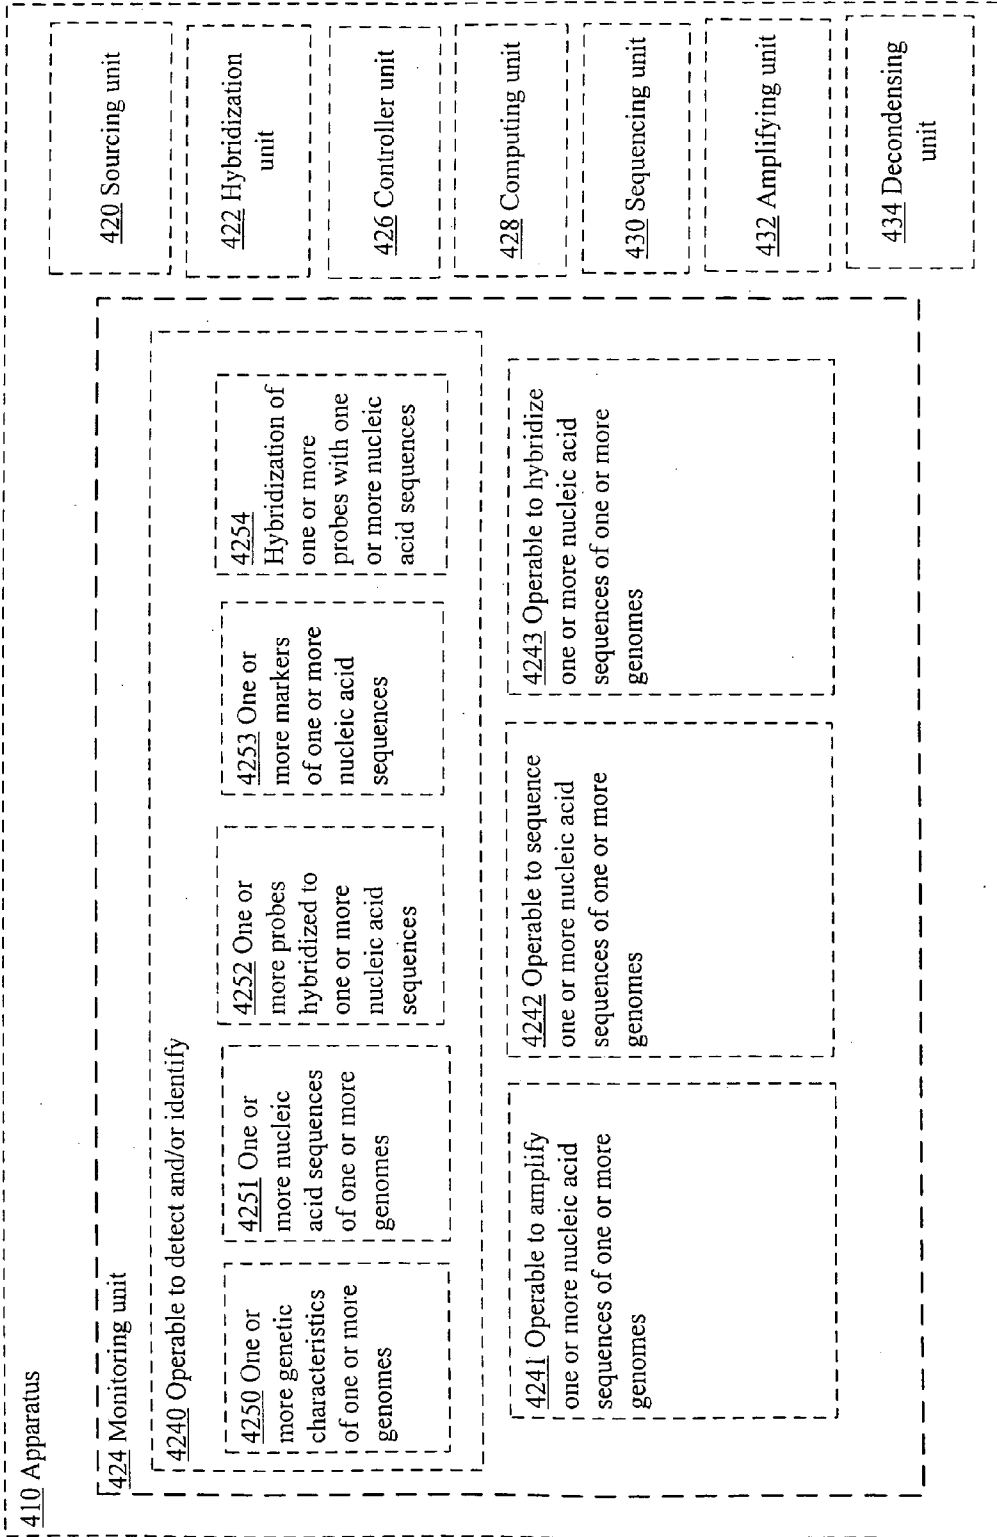 410 Apparatus
424 Monitoring unit
4240 Operable to detect and/or identify
4250 One or
more genetic
characteristics
of one or more
genomes
4251 One or
more nucleic
acid sequences
of one or more
genomes
4252 One or
more probes
hybridized to
one or more
nucleic acid
sequences
4253 One or
more markers
of one or more
nucleic acid
sequences
4254
Hybridization of
one or more
probes with one
or more nucleic
acid sequences
4241 Operable to amplify
one or more nucleic acid
sequences of one or more
genomes
4242 Operable to sequence
one or more nucleic acid
sequences of one or more
genomes
4243 Operable to hybridize
one or more nucleic acid
sequences of one or more
genomes
420 Sourcing unit
422 Hybridization
unit
426 Controller unit
428 Computing unit
430 Sequencing unit
432 Amplifying unit
434 Decondensing
unit